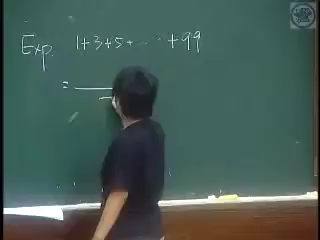 Exp. 1+3+5+ ... +99
=